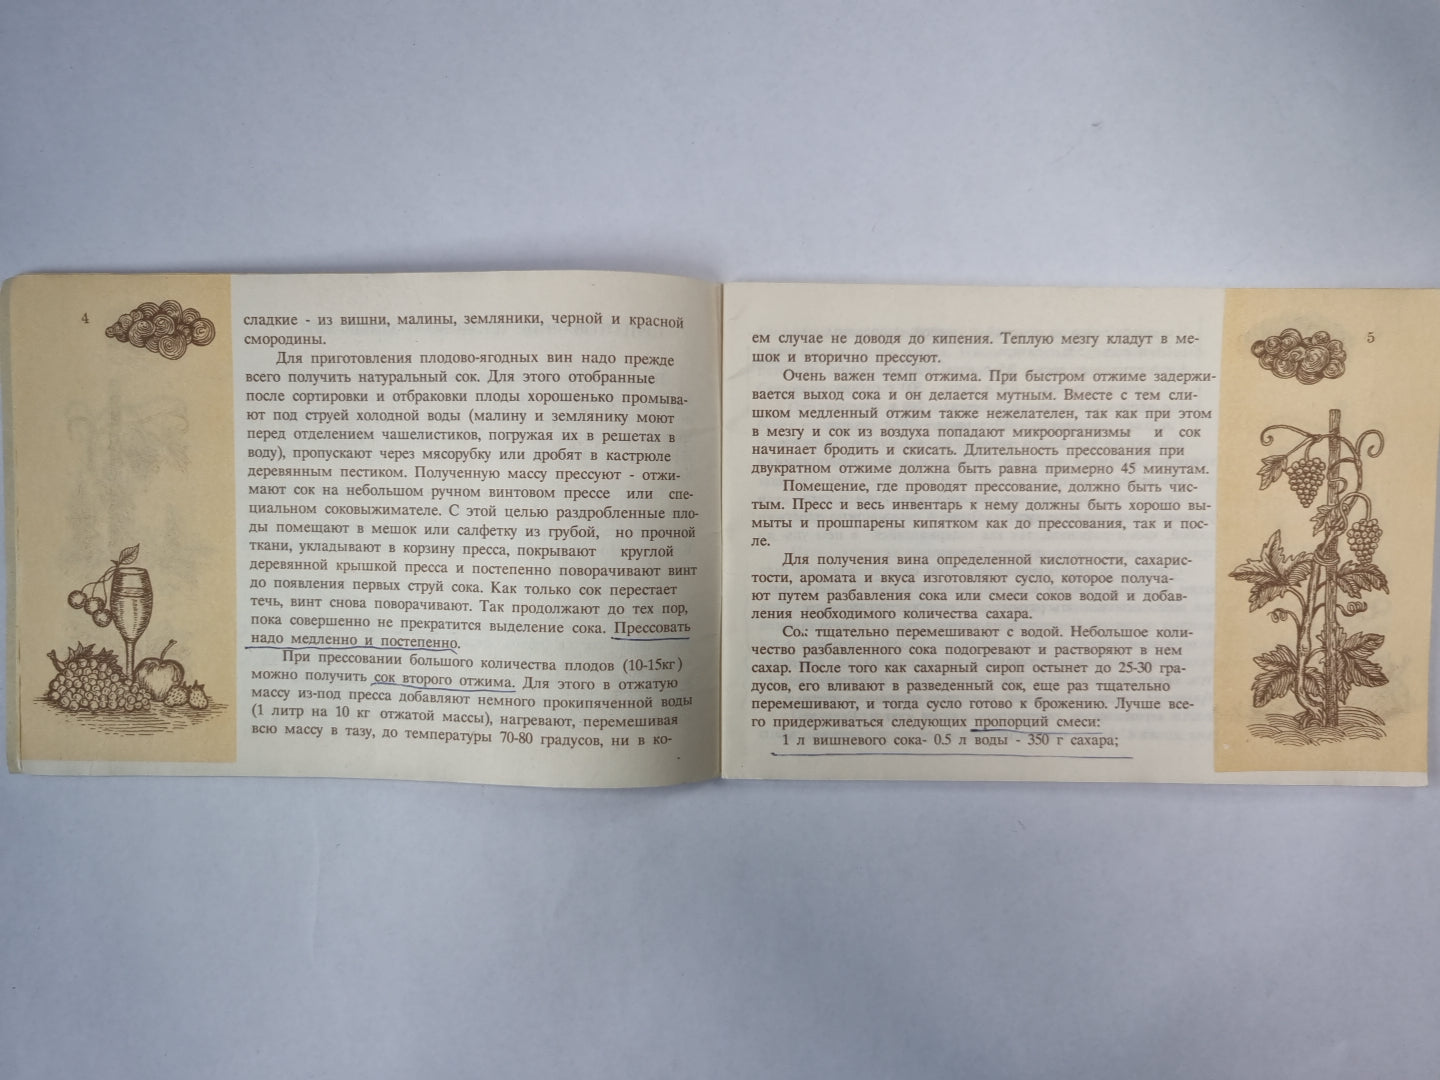 4
сладкие - из вишни, малины, земляники, черной и красной
смородины.
Для приготовления плодово-ягодных вин надо прежде
всего получить натуральный сок. Для этого отобранные
после сортировки и отбраковки плоды хорошенько промыва-
ют под струей холодной воды (малину и землянику моют
перед отделением чашелистиков, погружая их в решетах в
воду), пропускают через мясорубку или дробят в кастрюле
деревянным пестиком. Полученную массу прессуют - отжи-
мают сок на небольшом ручном винтовом прессе или спе-
циальном соковыжимателе. С этой целью раздробленные пло-
ды помещают в мешок или салфетку из грубой, но прочной
ткани, укладывают в корзину пресса, покрывают круглой
деревянной крышкой пресса и постепенно поворачивают винт
до появления первых струй сока. Как только сок перестает
течь, винт снова поворачивают. Так продолжают до тех пор,
пока совершенно не прекратится выделение сока. Прессовать
надо медленно и постепенно.
При прессовании большого количества плодов (10-15кг)
можно получить сок второго отжима. Для этого в отжатую
массу из-под пресса добавляют немного прокипяченной воды
(1 литр на 10 кг отжатой массы), нагревают, перемешивая
всю массу в тазу, до температуры 70-80 градусов, ни в ко-
5
ем случае не доводя до кипения. Теплую мезгу кладут в ме-
шок и вторично прессуют.
Очень важен темп отжима. При быстром отжиме задержи-
вается выход сока и он делается мутным. Вместе с тем сли-
шком медленный отжим также нежелателен, так как при этом
в мезгу и сок из воздуха попадают микроорганизмы и сок
начинает бродить и скисать. Длительность прессования при
двукратном отжиме должна быть равна примерно 45 минутам.
Помещение, где проводят прессование, должно быть чис-
тым. Пресс и весь инвентарь к нему должны быть хорошо вы-
мыты и прошпарены кипятком как до прессования, так и пос-
ле.
Для получения вина определенной кислотности, сахарис-
тости, аромата и вкуса изготовляют сусло, которое получа-
ют путем разбавления сока или смеси соков водой и добав-
ления необходимого количества сахара.
Со.: тщательно перемешивают с водой. Небольшое коли-
чество разбавленного сока подогревают и растворяют в нем
сахар. После того как сахарный сироп остынет до 25-30 гра-
дусов, его вливают в разведенный сок, еще раз тщательно
перемешивают, и тогда сусло готово к брожению. Лучше все-
го придерживаться следующих пропорций смеси:
1 л вишневого сока- 0.5 л воды - 350 г сахара;